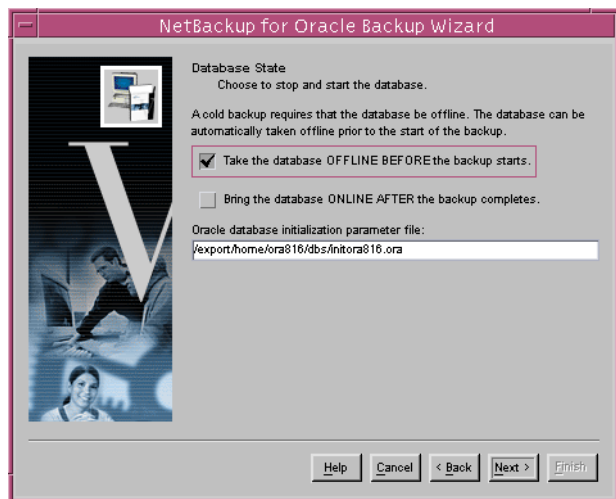 NetBackup for Oracle Backup Wizard
Database State
Choose to stop and start the database.
A cold backup requires that the database be offline. The database can be
automatically taken offline prior to the start of the backup.
Take the database OFFLINE BEFORE the backup starts.
Bring the database ONLINE AFTER the backup completes.
Oracle database initialization parameter file:
/export/home/ora816/dbs/initora816.ora
Help Cancel < Back Next > Finish